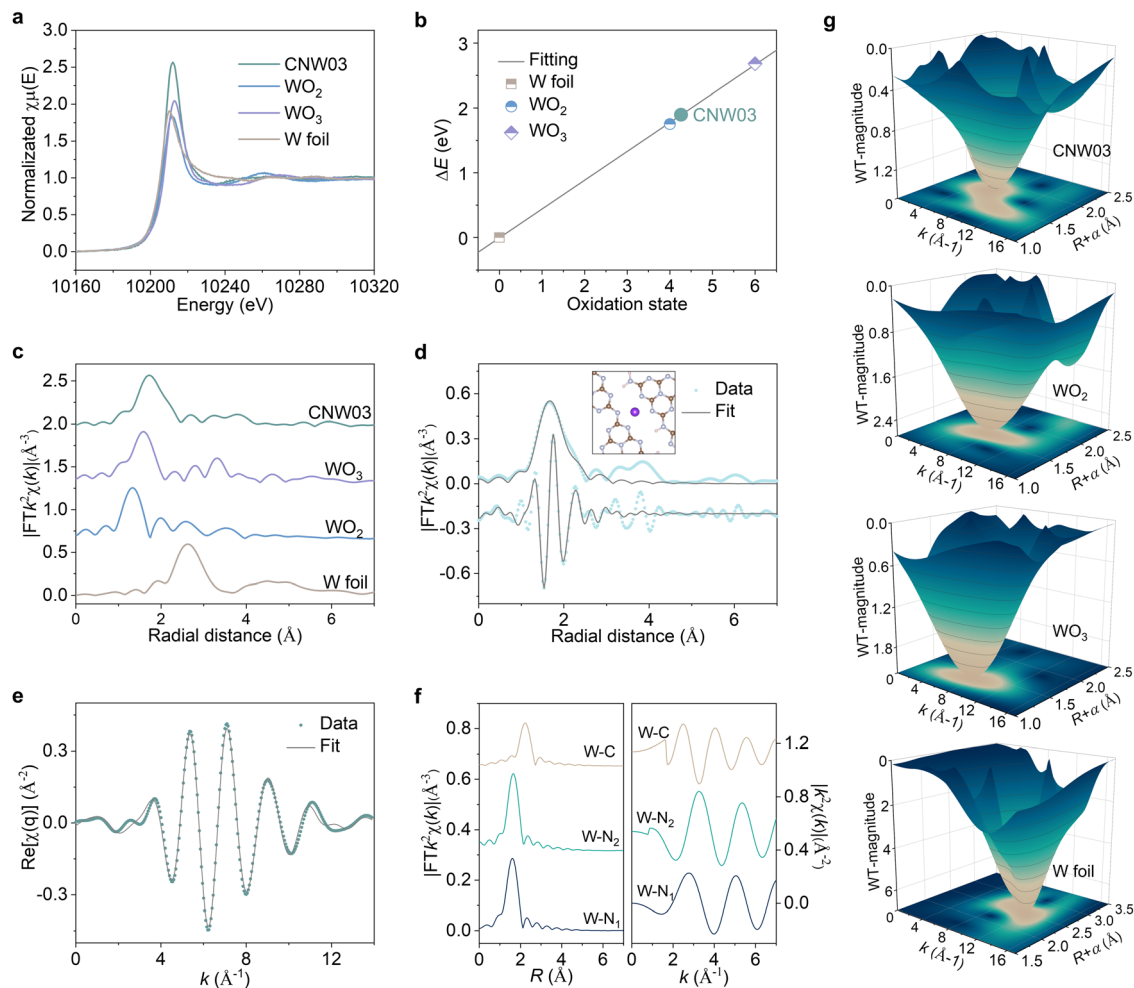 a
3.0
2.5
2.0
1.5
1.0
0.5
0.0
Normalizated χμ(E)
CNW03
WO₂
WO₃
W foil
10160 10200 10240 10280 10320
Energy (eV)
b
3
2
1
0
ΔE (eV)
Fitting
W foil
WO₂
WO₃
CNW03
0 1 2 3 4 5 6
Oxidation state
c
2.5
2.0
1.5
1.0
0.5
0.0
|FTk²χ(k)|(Å⁻³)
CNW03
WO₃
WO₂
W foil
0 2 4 6
Radial distance (Å)
d
0.6
0.3
0.0
-0.3
-0.6
|FTk²χ(k)|(Å⁻³)
Data
Fit
0 2 4 6
Radial distance (Å)
e
0.3
0.0
-0.3
Re[χ(q)] (Å⁻²)
Data
Fit
0 4 8 12
k (Å⁻¹)
f
0.8
0.6
0.4
0.2
0.0
|FTk²χ(k)|(Å⁻³)
W-C
W-N₂
W-N₁
0 2 4 6
R (Å)
W-C
W-N₂
W-N₁
1.2
0.8
0.4
0.0
|k²χ(k)|(Å⁻²)
0 2 4 6
k (Å⁻¹)
g
0.0
0.4
0.8
1.2
WT-magnitude
CNW03
0 4 8 12 16
k (Å-1)
1.0 1.5 2.0 2.5
R+α (Å)
0.0
0.8
1.6
2.4
WT-magnitude
WO₂
0 4 8 12 16
k (Å-1)
1.0 1.5 2.0 2.5
R+α (Å)
0.0
0.6
1.2
1.8
WT-magnitude
WO₃
0 4 8 12 16
k (Å-1)
1.0 1.5 2.0 2.5
R+α (Å)
0
2
4
6
WT-magnitude
W foil
0 4 8 12 16
k (Å-1)
1.5 2.0 2.5 3.0 3.5
R+α (Å)